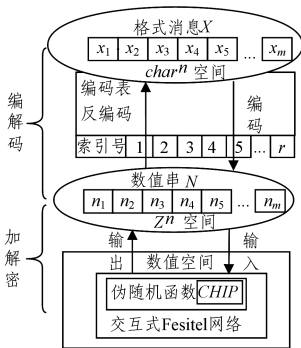 格式消息X
x1 x2 x3 x4 x5 ... xm
char^n 空间
编解码
编码表
反编码
编码
索引号 1 2 3 4 5 ... r
数值串 N
n1 n2 n3 n4 n5 ... nm
Z^n 空间
加解密
输出
数值空间
输入
伪随机函数 CHIP
交互式Fesitel网络